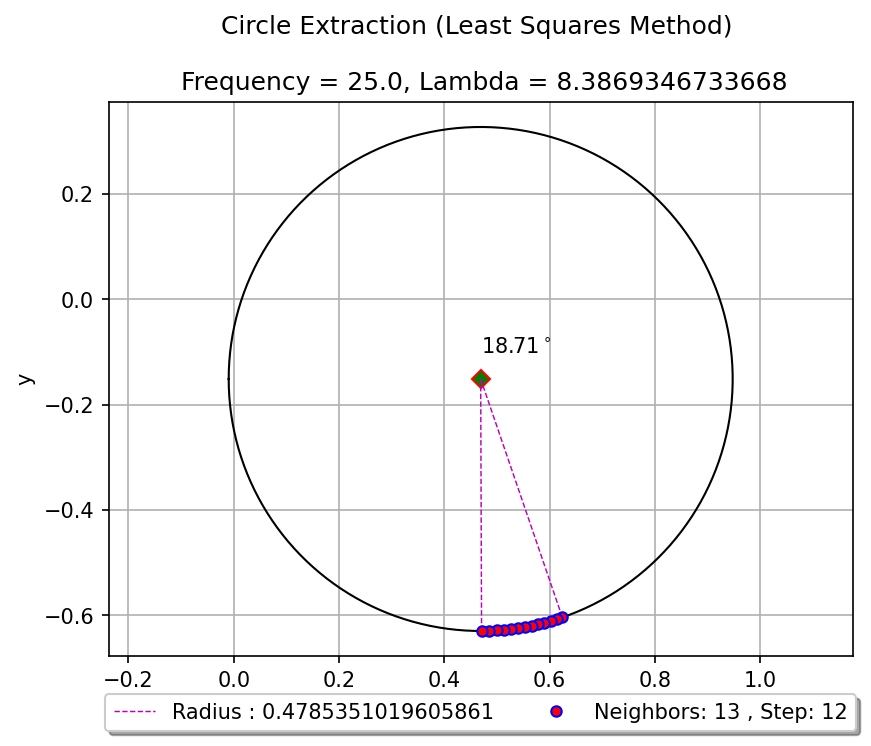 Circle Extraction (Least Squares Method)
Frequency = 25.0, Lambda = 8.3869346733668
0.2
0.0
−0.2
−0.4
−0.6
y
18.71°
−0.2 0.0 0.2 0.4 0.6 0.8 1.0
Radius : 0.4785351019605861 Neighbors: 13 , Step: 12